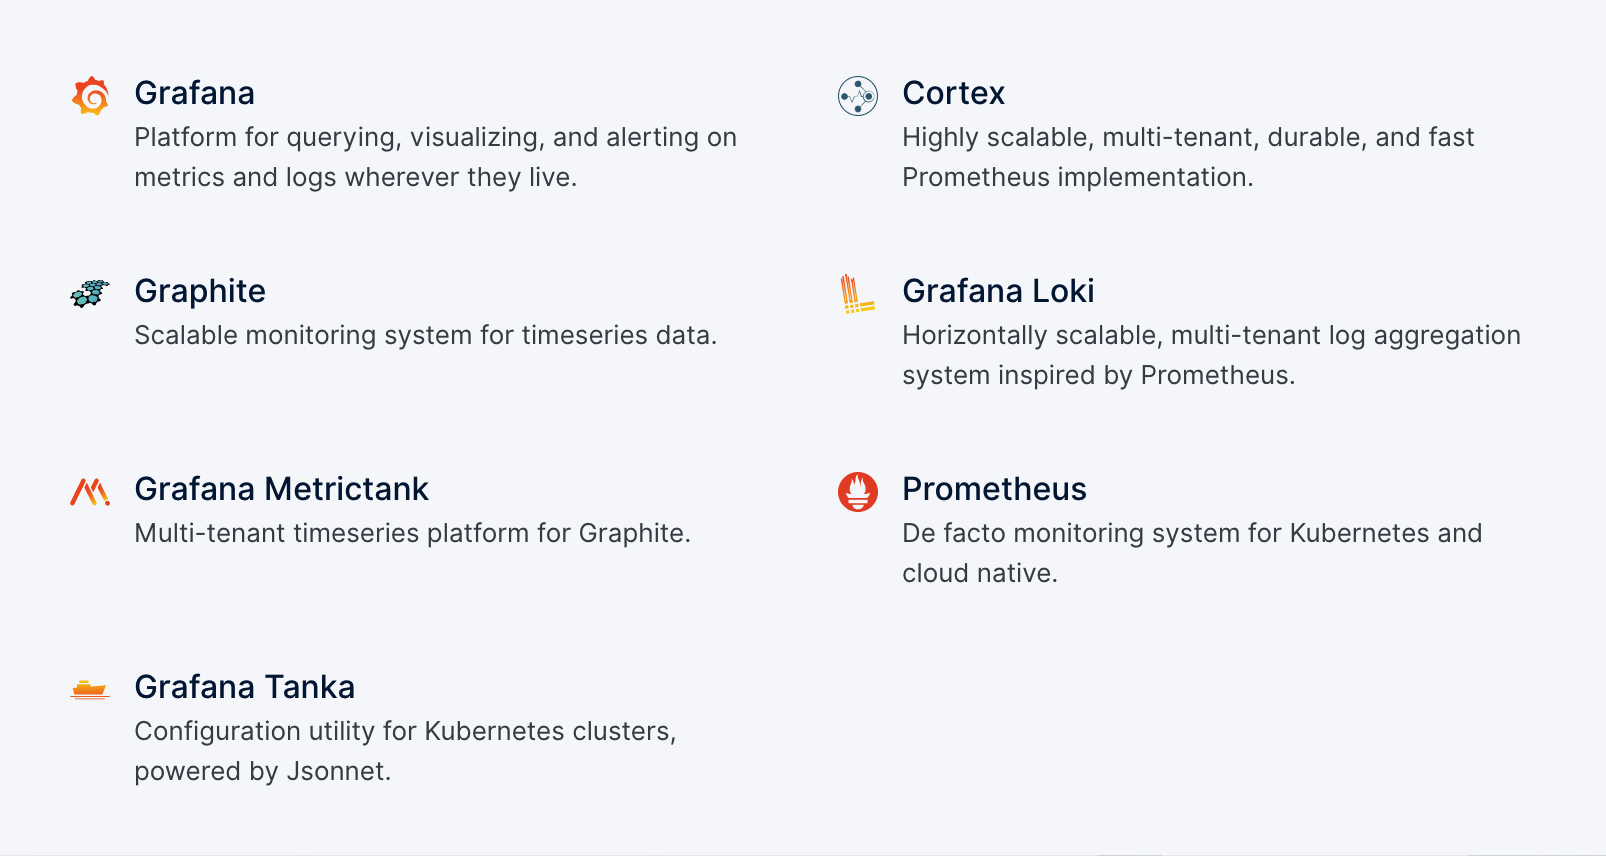 Grafana
Platform for querying, visualizing, and alerting on
metrics and logs wherever they live.
Cortex
Highly scalable, multi-tenant, durable, and fast
Prometheus implementation.
Graphite
Scalable monitoring system for timeseries data.
Grafana Loki
Horizontally scalable, multi-tenant log aggregation
system inspired by Prometheus.
Grafana Metrictank
Multi-tenant timeseries platform for Graphite.
Prometheus
De facto monitoring system for Kubernetes and
cloud native.
Grafana Tanka
Configuration utility for Kubernetes clusters,
powered by Jsonnet.